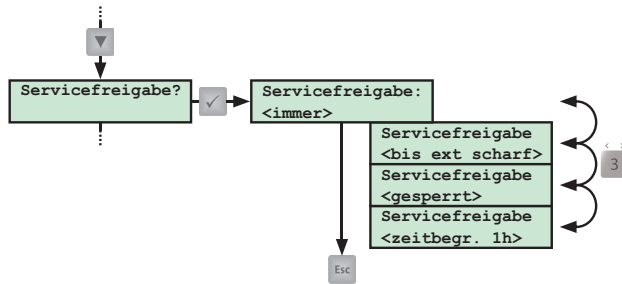 Servicefreigabe?
Servicefreigabe:
<immer>
Servicefreigabe
<bis ext scharf>
Servicefreigabe
<gesperrt>
Servicefreigabe
<zeitbegr. 1h>
< >
3
Esc